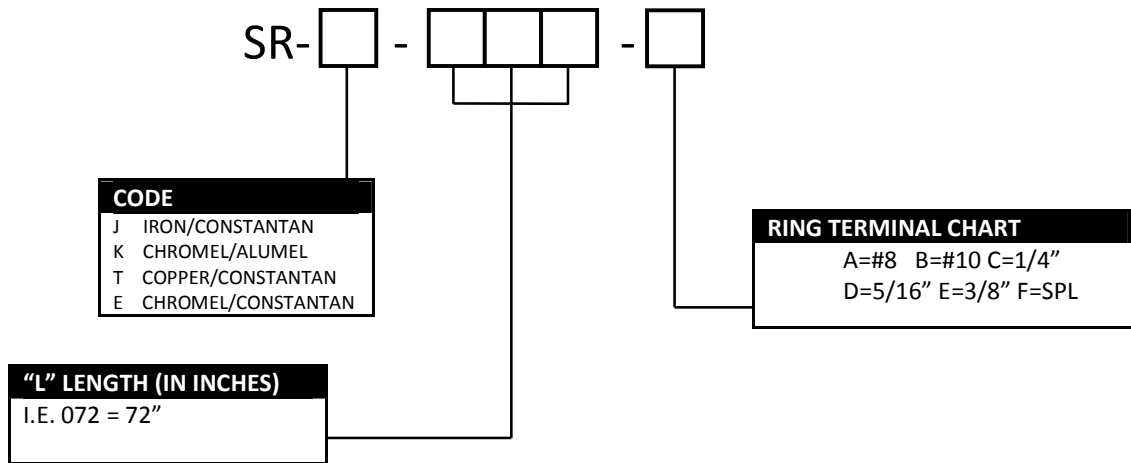 SR- - -
CODE
J IRON/CONSTANTAN
K CHROMEL/ALUMEL
T COPPER/CONSTANTAN
E CHROMEL/CONSTANTAN
RING TERMINAL CHART
A=#8 B=#10 C=1/4”
D=5/16” E=3/8” F=SPL
“L” LENGTH (IN INCHES)
I.E. 072 = 72”